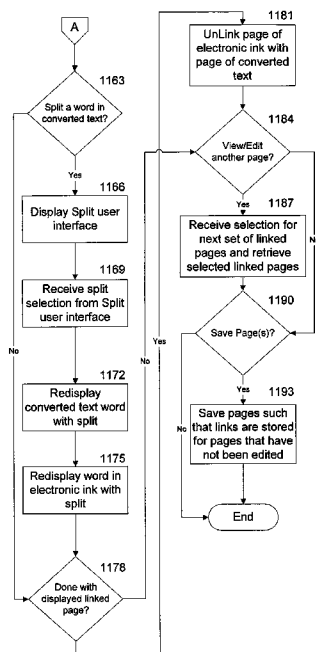 A
1163
Split a word in
converted text?
Yes
1166
Display Split user
interface
1169
Receive split
selection from Split
user interface
No
1172
Redisplay
converted text word
with split
1175
Redisplay word in
electronic ink with
split
1178
Done with
displayed linked
page?
No
Yes
1181
UnLink page of
electronic ink with
page of converted
text
1184
View/Edit
another page?
Yes
1187
Receive selection for
next set of linked
pages and retrieve
selected linked pages
N
1190
Save Page(s)?
Yes
No
1193
Save pages such
that links are stored
for pages that have
not been edited
End